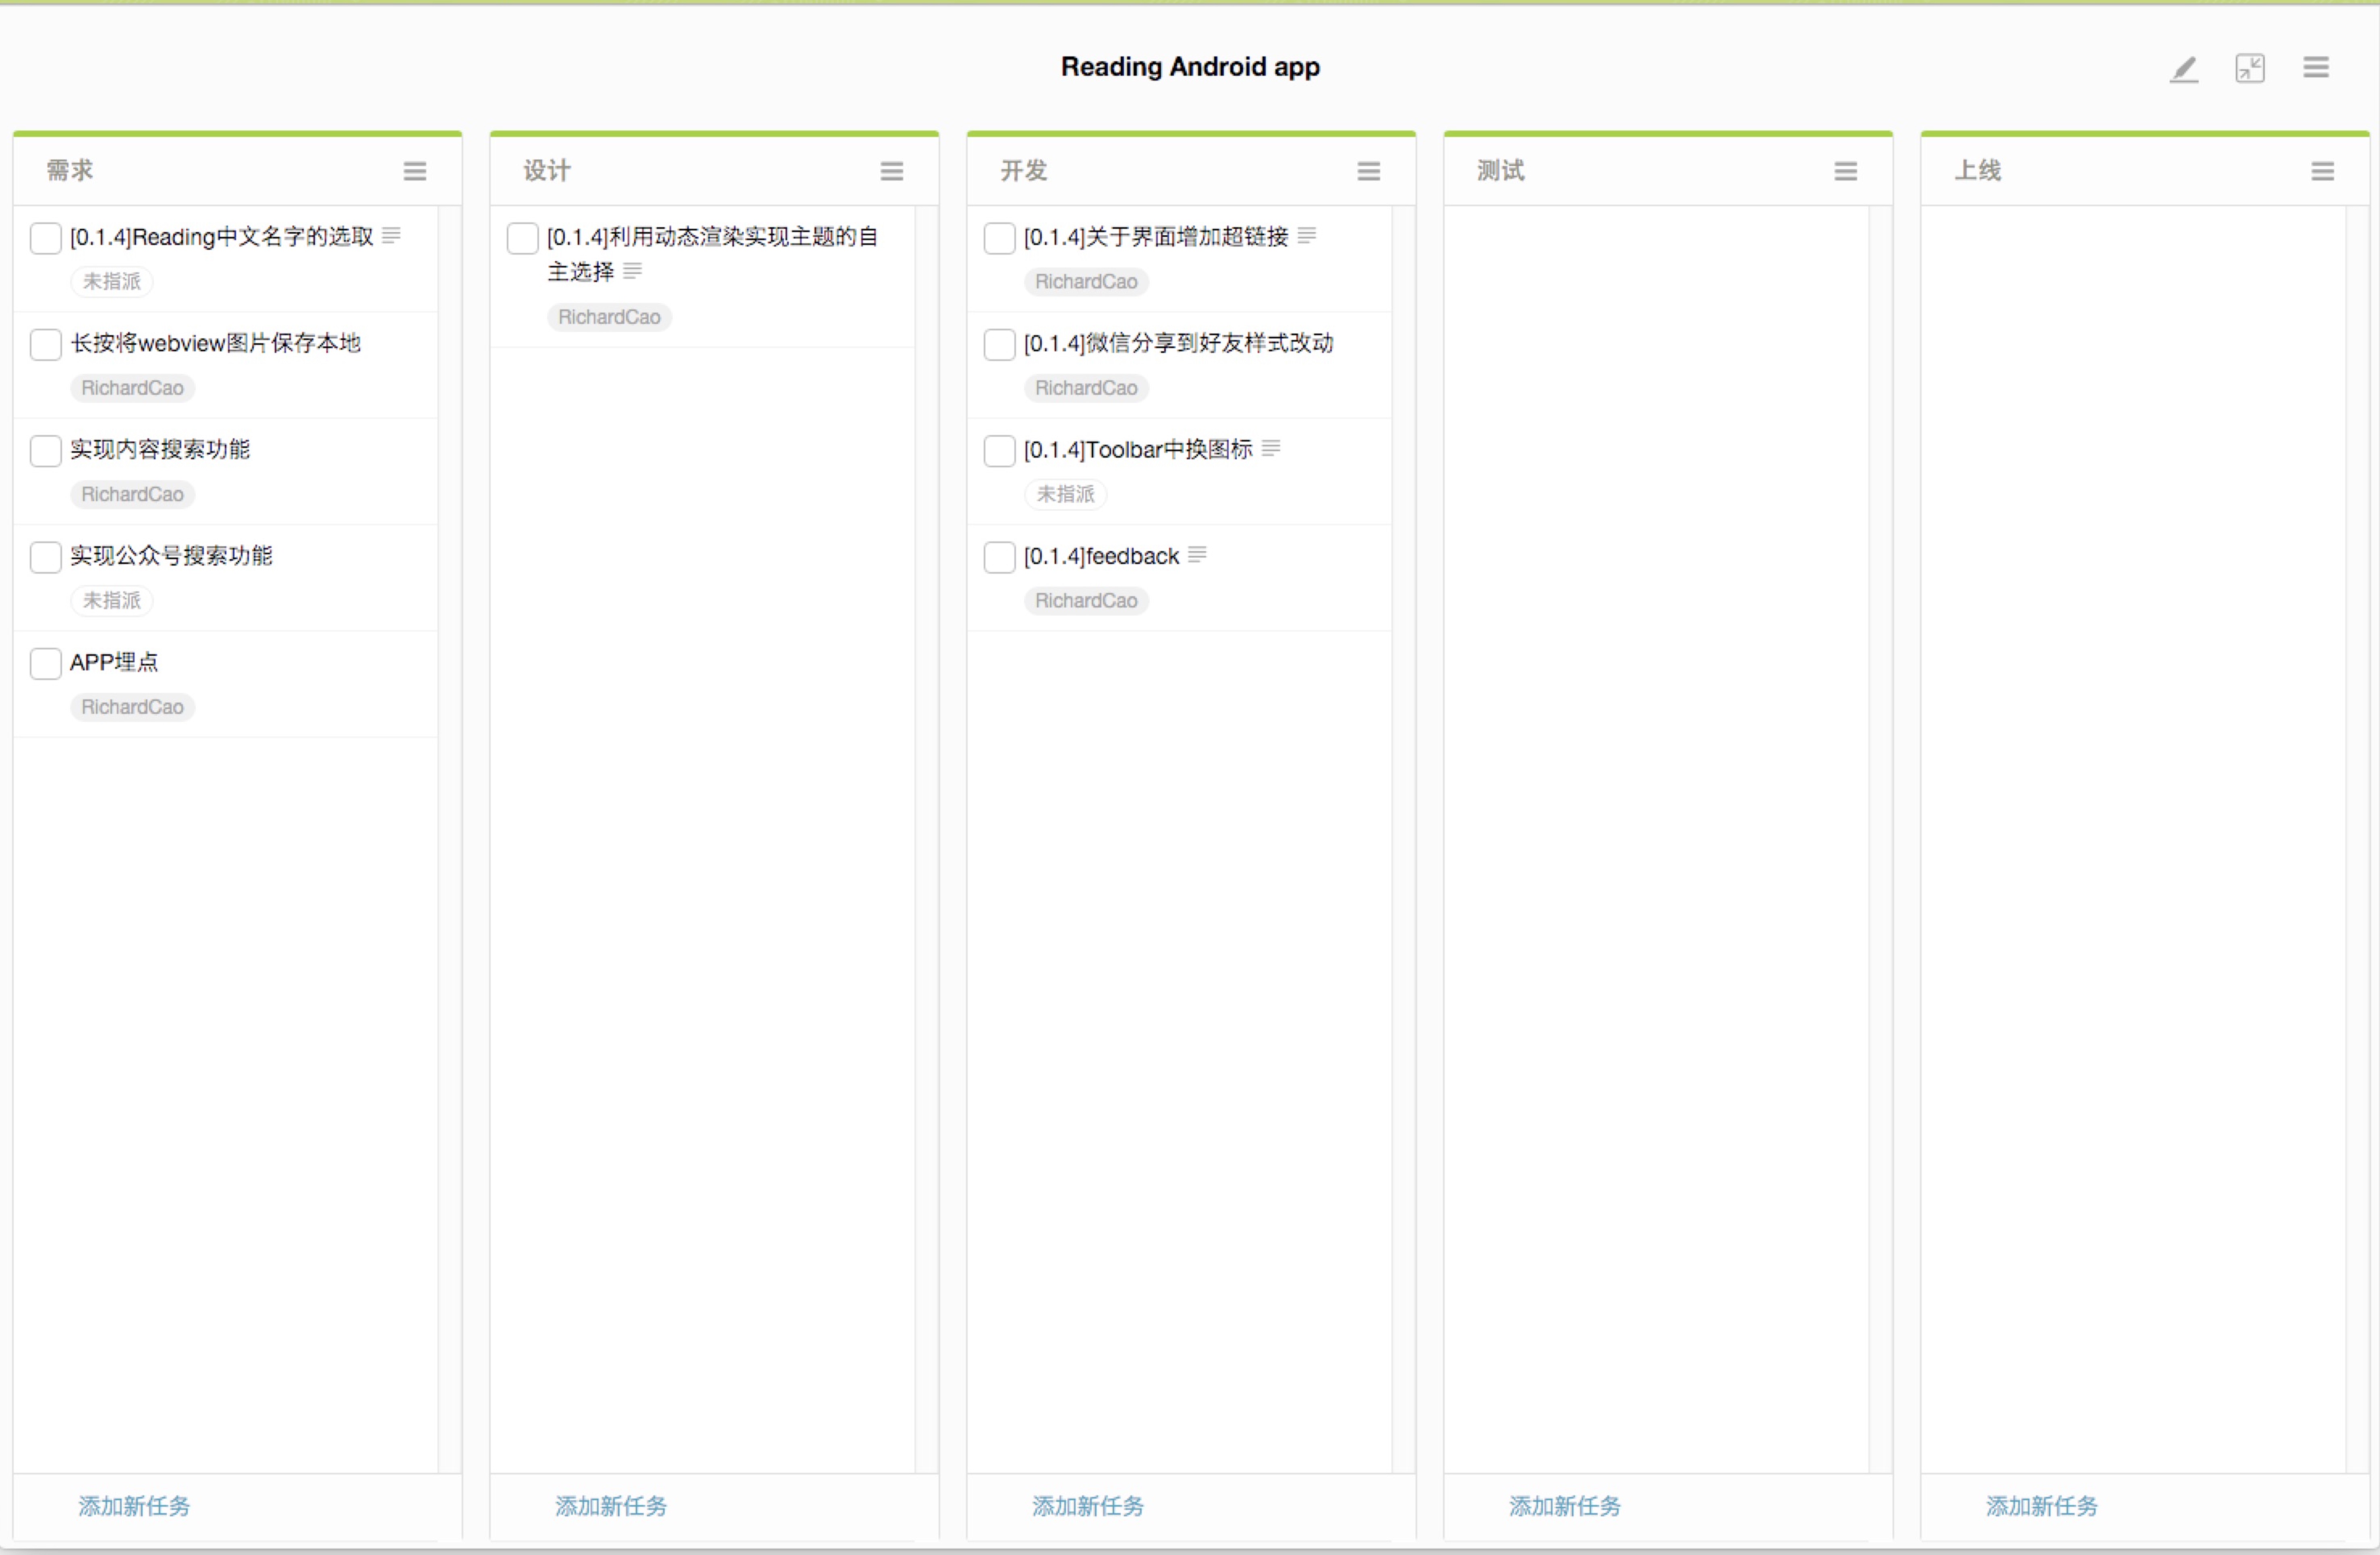 Reading Android app
需求
[0.1.4]Reading中文名字的选取
未指派
长按将webview图片保存本地
RichardCao
实现内容搜索功能
RichardCao
实现公众号搜索功能
未指派
APP埋点
RichardCao
添加新任务
设计
[0.1.4]利用动态渲染实现主题的自
主选择
RichardCao
添加新任务
开发
[0.1.4]关于界面增加超链接
RichardCao
[0.1.4]微信分享到好友样式改动
RichardCao
[0.1.4]Toolbar中换图标
未指派
[0.1.4]feedback
RichardCao
添加新任务
测试
添加新任务
上线
添加新任务